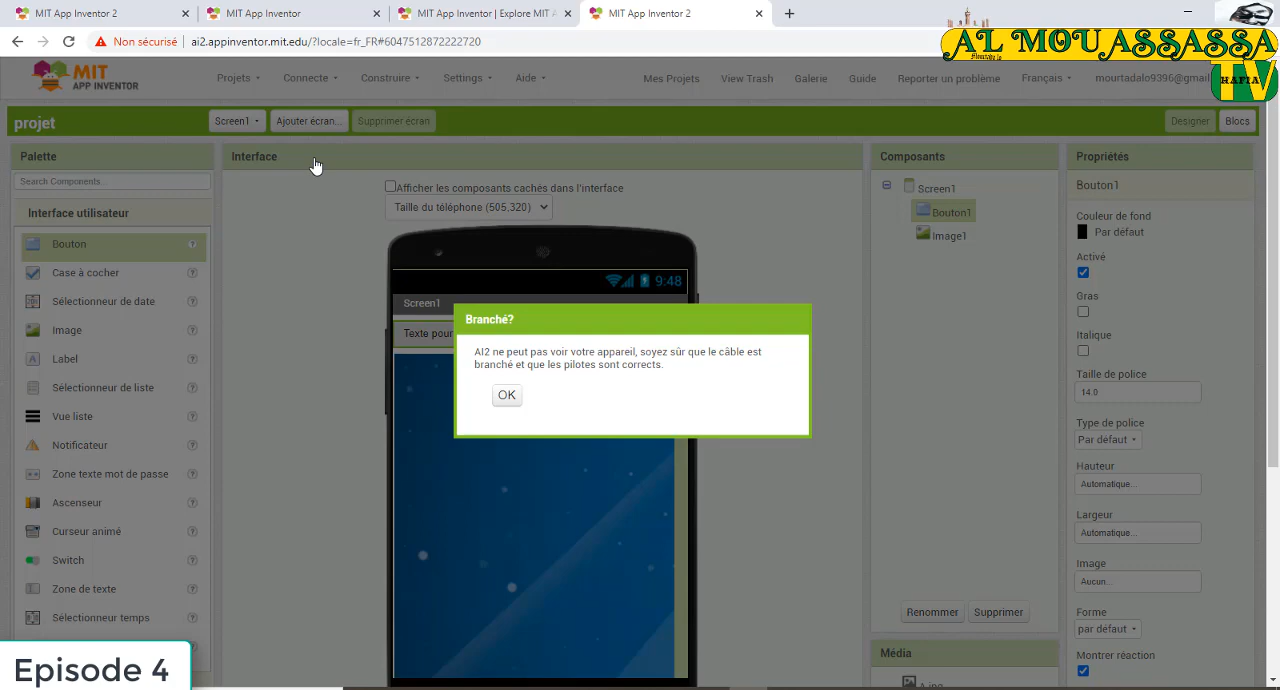 MIT App Inventor 2
MIT App Inventor
MIT App Inventor | Explore MIT A
MIT App Inventor 2
Non sécurisé
ai2.appinventor.mit.edu/?locale=fr_FR#6047512872222720
AL MOUASSASSA
HAFIA
TV
MIT
APP INVENTOR
Projets
Connecte
Construire
Settings
Aide
Mes Projets
View Trash
Galerie
Guide
Reporter un problème
Français
mourtadalo9396@gmail
projet
Screen1
Ajouter écran...
Supprimer écran
Designer
Blocs
Palette
Search Components...
Interface utilisateur
Bouton
Case à cocher
Sélectionneur de date
Image
Label
Sélectionneur de liste
Vue liste
Notificateur
Zone texte mot de passe
Ascenseur
Curseur animé
Switch
Zone de texte
Sélectionneur temps
Interface
Afficher les composants cachés dans l'interface
Taille du téléphone (505,320)
9:48
Screen1
Texte pour
Branché?
AI2 ne peut pas voir votre appareil, soyez sûr que le câble est
branché et que les pilotes sont corrects.
OK
Composants
Screen1
Bouton1
Image1
Renommer
Supprimer
Média
Propriétés
Bouton1
Couleur de fond
Par défaut
Activé
Gras
Italique
Taille de police
14.0
Type de police
Par défaut
Hauteur
Automatique...
Largeur
Automatique...
Image
Aucun...
Forme
par défaut
Montrer réaction
Episode 4